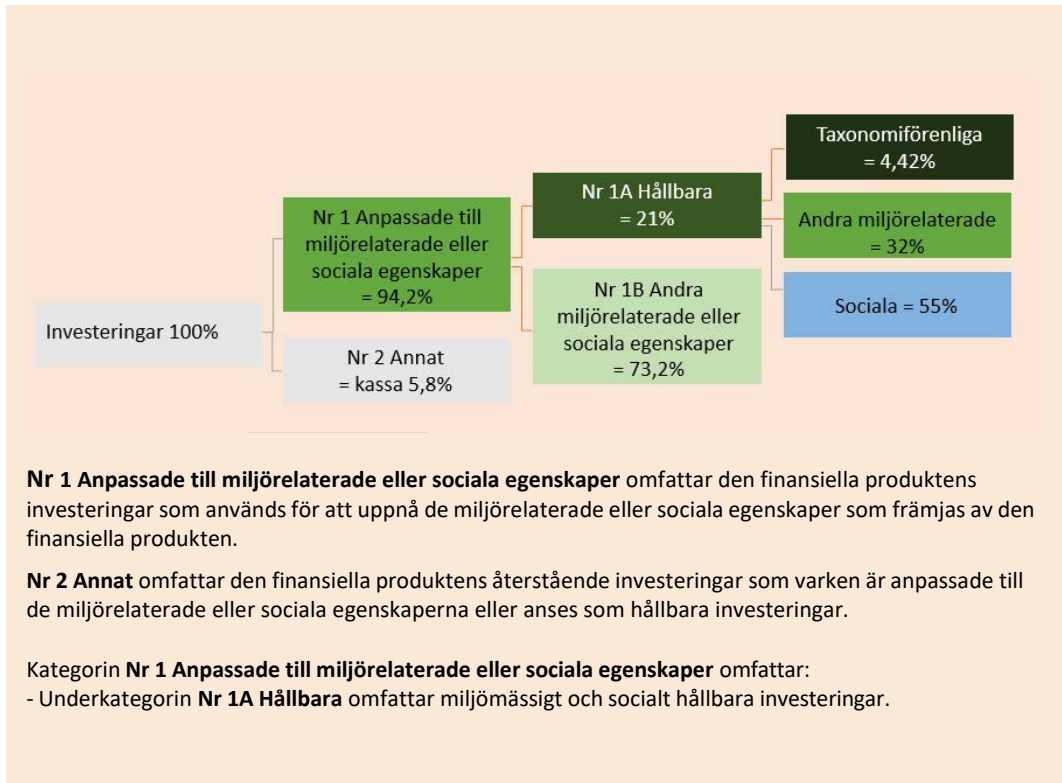 Investeringar 100%
Nr 1 Anpassade till
miljörelaterade eller
sociala egenskaper
= 94,2%
Nr 2 Annat
= kassa 5,8%
Nr 1A Hållbara
= 21%
Nr 1B Andra
miljörelaterade eller
sociala egenskaper
= 73,2%
Taxonomiförenliga
= 4,42%
Andra miljörelaterade
= 32%
Sociala = 55%
Nr 1 Anpassade till miljörelaterade eller sociala egenskaper omfattar den finansiella produktens
investeringar som används för att uppnå de miljörelaterade eller sociala egenskaper som främjas av den
finansiella produkten.
Nr 2 Annat omfattar den finansiella produktens återstående investeringar som varken är anpassade till
de miljörelaterade eller sociala egenskaperna eller anses som hållbara investeringar.
Kategorin Nr 1 Anpassade till miljörelaterade eller sociala egenskaper omfattar:
- Underkategorin Nr 1A Hållbara omfattar miljömässigt och socialt hållbara investeringar.